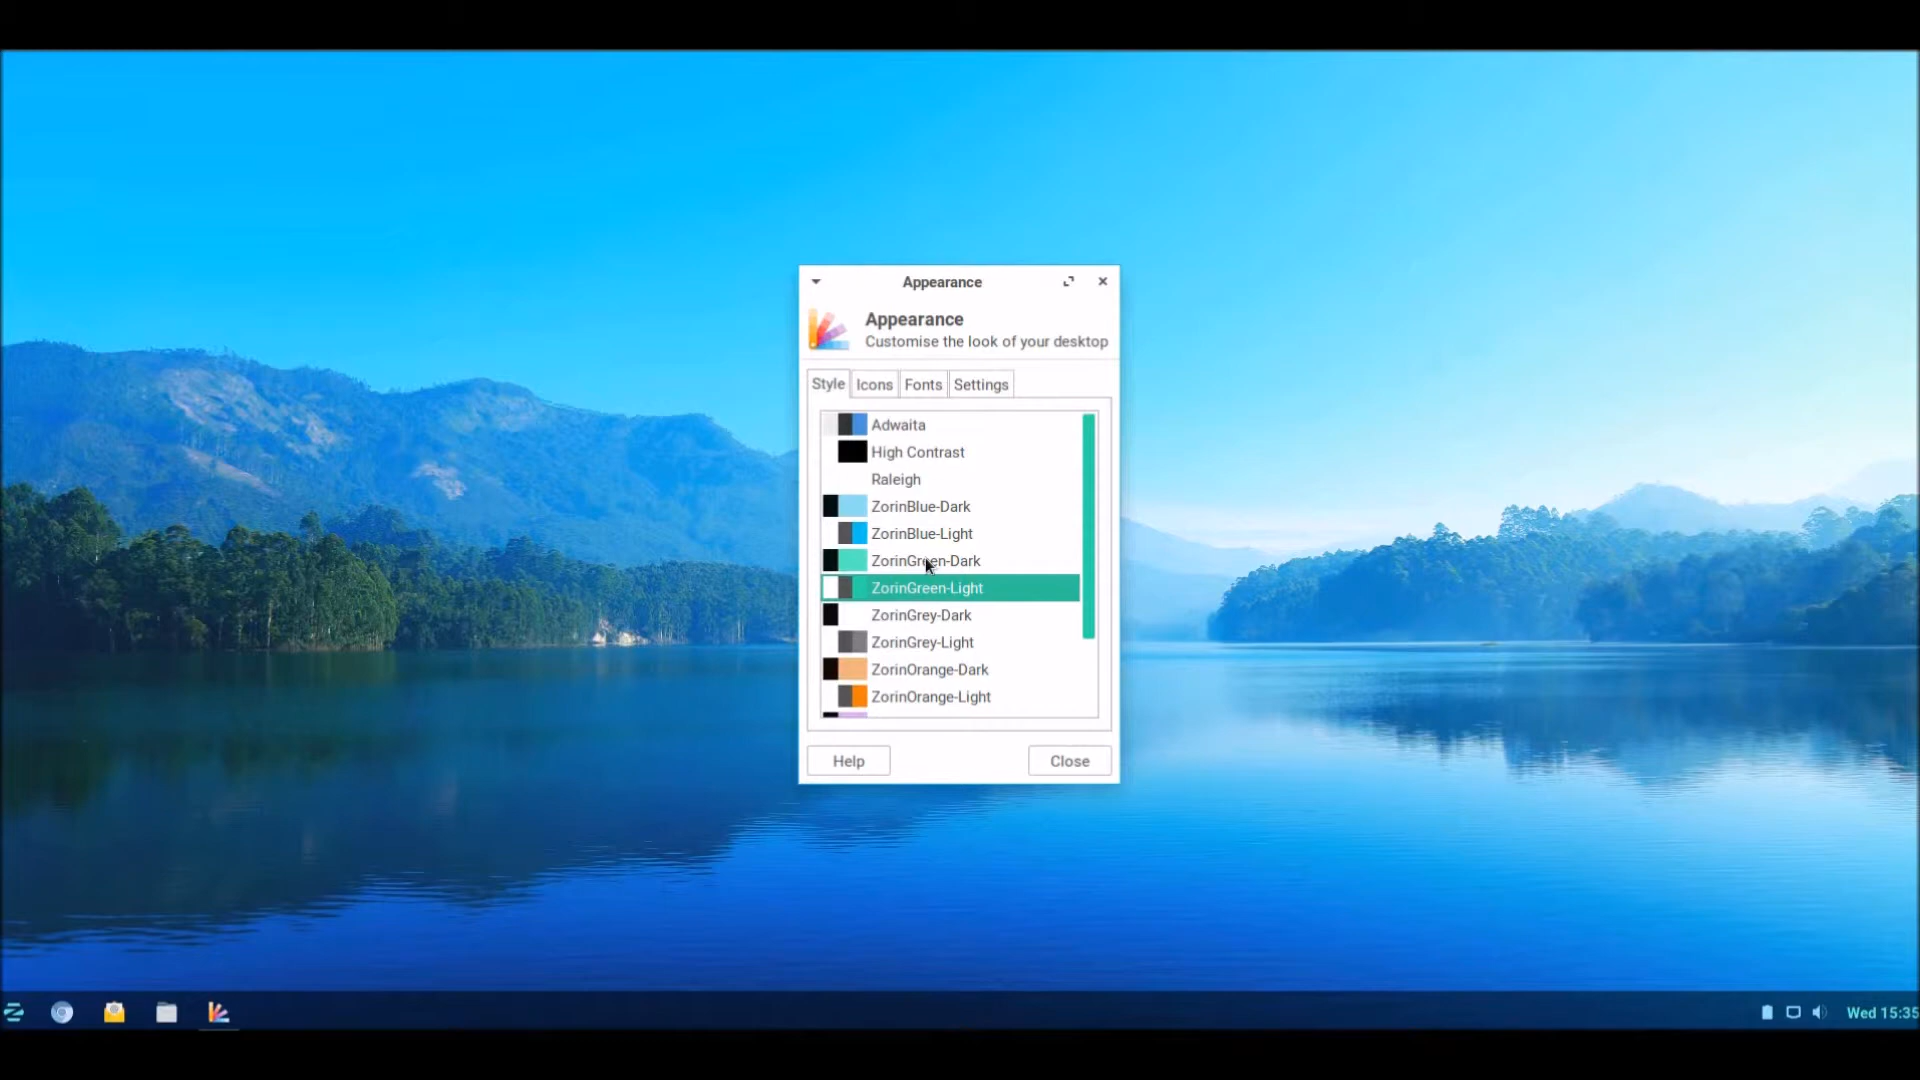 Appearance
Appearance
Customise the look of your desktop
Style Icons Fonts Settings
Adwaita
High Contrast
Raleigh
ZorinBlue-Dark
ZorinBlue-Light
ZorinGreen-Dark
ZorinGreen-Light
ZorinGrey-Dark
ZorinGrey-Light
ZorinOrange-Dark
ZorinOrange-Light
Help Close
Wed 15:35